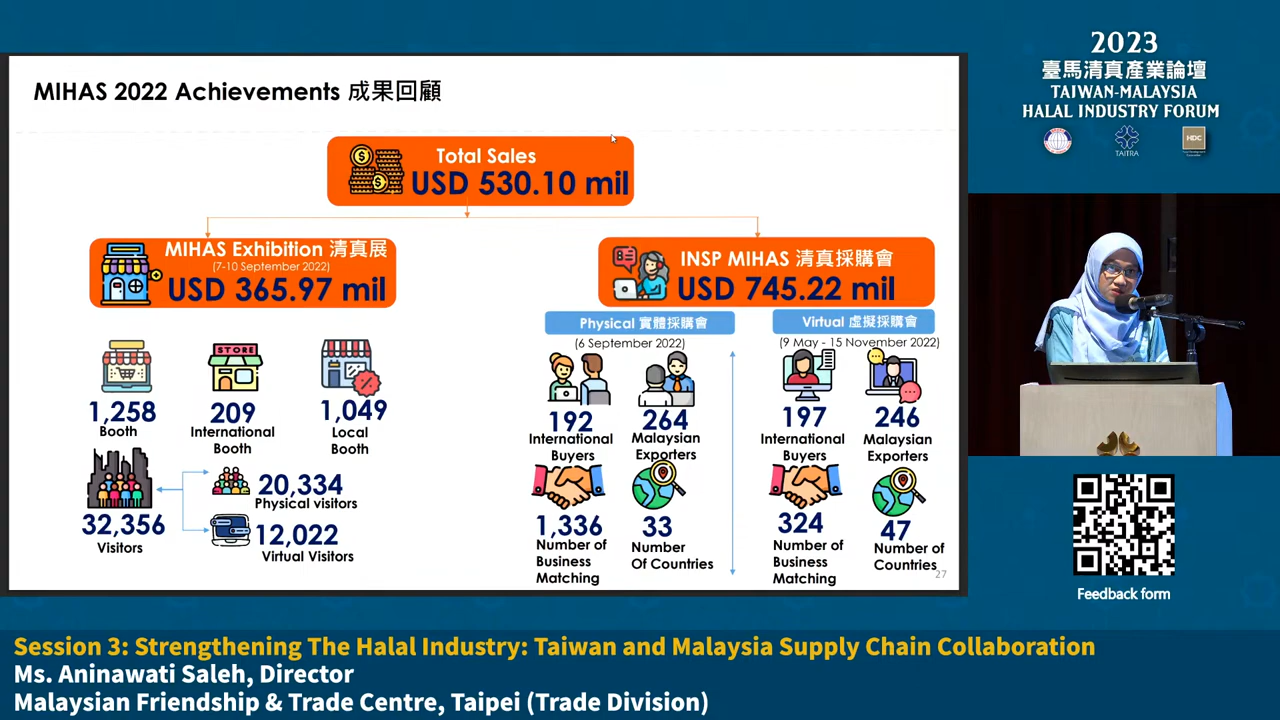 MIHAS 2022 Achievements 成果回顧
Total Sales
USD 530.10 mil
MIHAS Exhibition 清真展
(7-10 September 2022)
USD 365.97 mil
INSP MIHAS 清真採購會
USD 745.22 mil
Physical 實體採購會
(6 September 2022)
Virtual 虛擬採購會
(9 May - 15 November 2022)
STORE
1,258
Booth
209
International
Booth
1,049
Local
Booth
32,356
Visitors
20,334
Physical visitors
12,022
Virtual Visitors
192
International
Buyers
264
Malaysian
Exporters
1,336
Number of
Business
Matching
33
Number
Of Countries
197
International
Buyers
246
Malaysian
Exporters
324
Number of
Business
Matching
47
Number of
Countries
27
2023
臺馬清真產業論壇
TAIWAN-MALAYSIA
HALAL INDUSTRY FORUM
TAITRA
HDC
Feedback form
Session 3: Strengthening The Halal Industry: Taiwan and Malaysia Supply Chain Collaboration
Ms. Aninawati Saleh, Director
Malaysian Friendship & Trade Centre, Taipei (Trade Division)